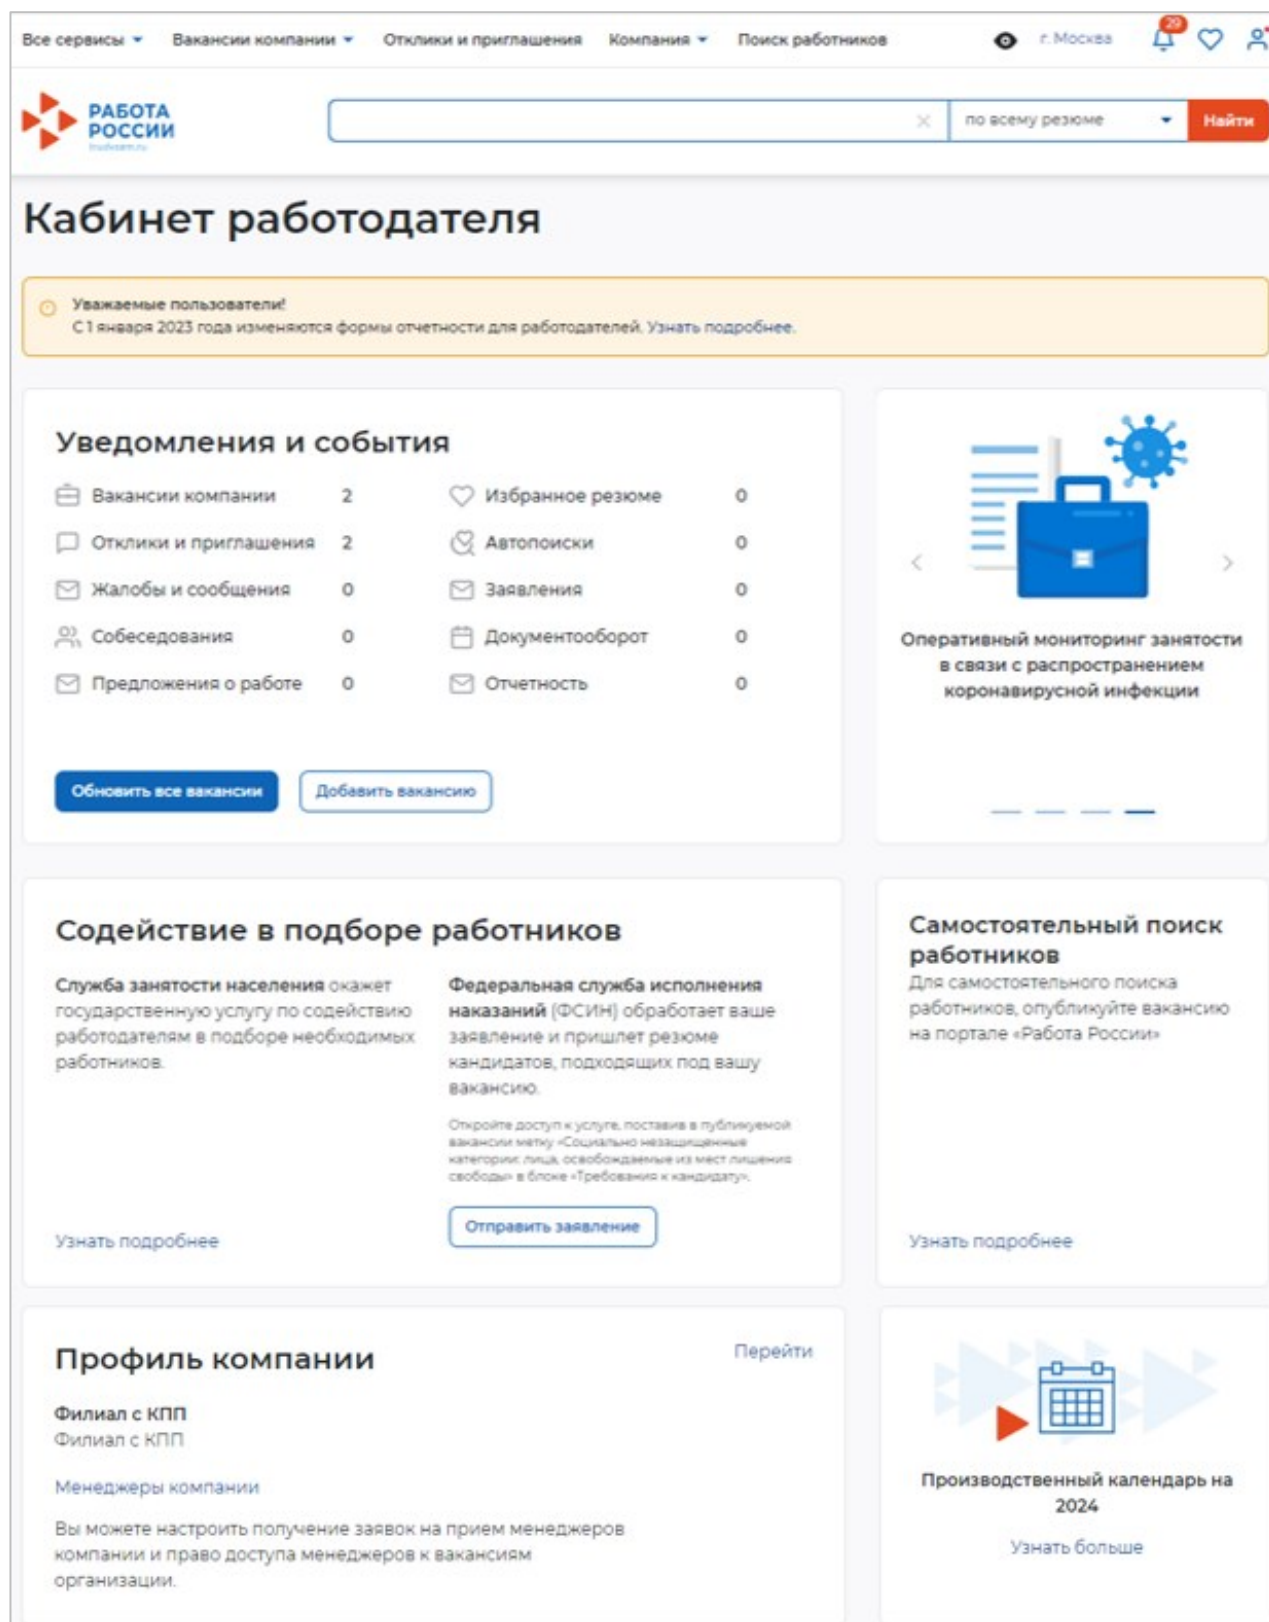 Все сервисы Вакансии компании Отклики и приглашения Компания Поиск работников г. Москва 29
РАБОТА
РОССИИ
trudvsem.ru
по всему резюме Найти
Кабинет работодателя
Уважаемые пользователи!
С 1 января 2023 года изменяются формы отчетности для работодателей. Узнать подробнее.
Уведомления и события
Вакансии компании 2 Избранное резюме 0
Отклики и приглашения 2 Автопоиски 0
Жалобы и сообщения 0 Заявления 0
Собеседования 0 Документооборот 0
Предложения о работе 0 Отчетность 0
Обновить все вакансии Добавить вакансию
Оперативный мониторинг занятости
в связи с распространением
коронавирусной инфекции
Содействие в подборе работников
Служба занятости населения окажет
государственную услугу по содействию
работодателям в подборе необходимых
работников.
Узнать подробнее
Федеральная служба исполнения
наказаний (ФСИН) обработает ваше
заявление и пришлет резюме
кандидатов, подходящих под вашу
вакансию.
Откройте доступ к услуге, поставив в публикуемой
вакансии метку «Социально незащищенные
категории: лица, освобождаемые из мест лишения
свободы» в блоке «Требования к кандидату».
Отправить заявление
Самостоятельный поиск
работников
Для самостоятельного поиска
работников, опубликуйте вакансию
на портале «Работа России»
Узнать подробнее
Профиль компании Перейти
Филиал с КПП
Филиал с КПП
Менеджеры компании
Вы можете настроить получение заявок на прием менеджеров
компании и право доступа менеджеров к вакансиям
организации.
Производственный календарь на
2024
Узнать больше